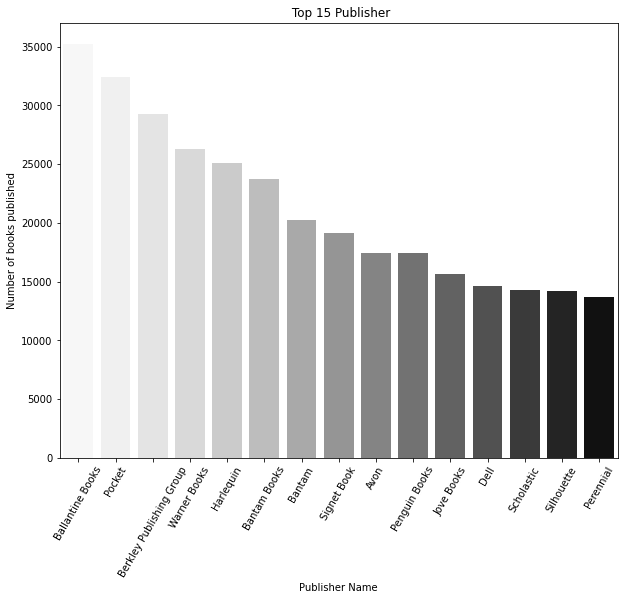 Top 15 Publisher
Number of books published
35000
30000
25000
20000
15000
10000
5000
0
Ballantine Books
Pocket
Berkley Publishing Group
Warner Books
Harlequin
Bantam Books
Bantam
Signet Book
Avon
Penguin Books
Jove Books
Dell
Scholastic
Silhouette
Perennial
Publisher Name